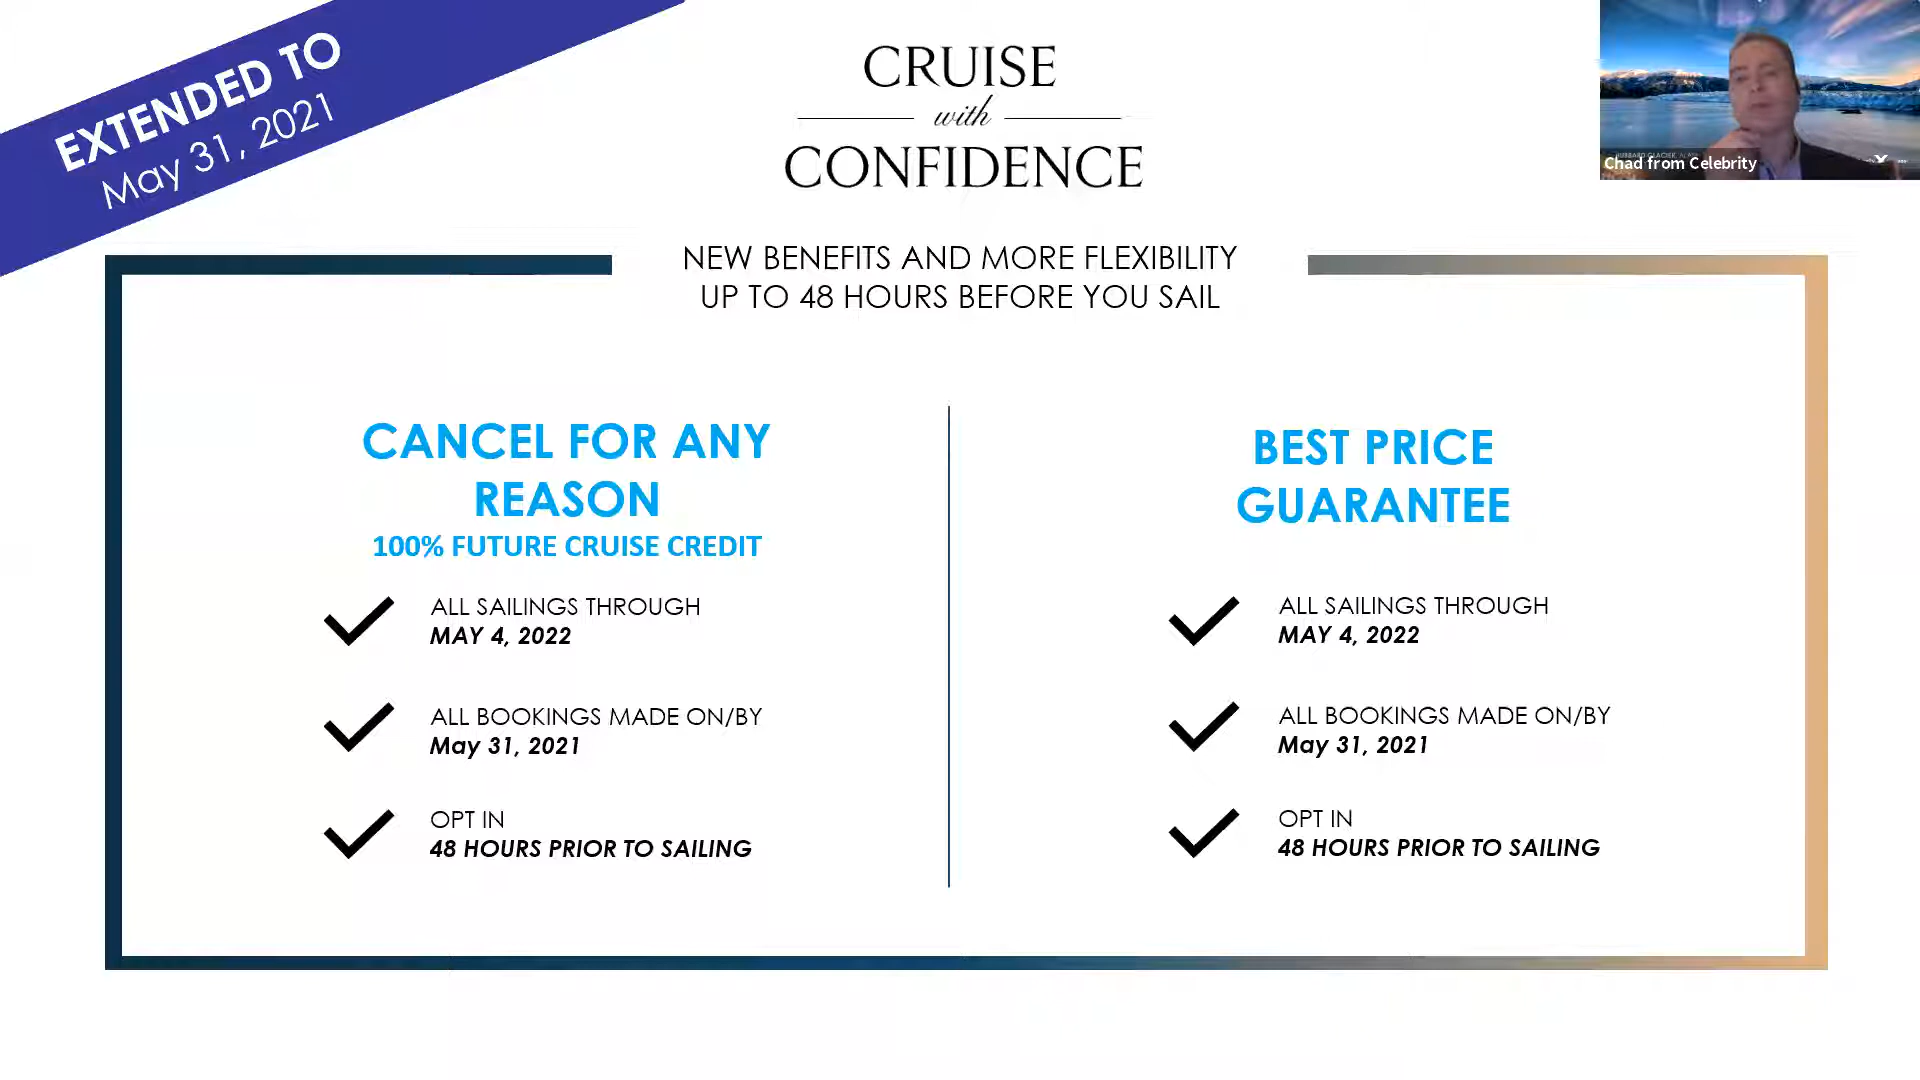 EXTENDED TO
May 31, 2021
CRUISE
with
CONFIDENCE
Chad from Celebrity
NEW BENEFITS AND MORE FLEXIBILITY
UP TO 48 HOURS BEFORE YOU SAIL
CANCEL FOR ANY
REASON
100% FUTURE CRUISE CREDIT
ALL SAILINGS THROUGH
MAY 4, 2022
ALL BOOKINGS MADE ON/BY
May 31, 2021
OPT IN
48 HOURS PRIOR TO SAILING
BEST PRICE
GUARANTEE
ALL SAILINGS THROUGH
MAY 4, 2022
ALL BOOKINGS MADE ON/BY
May 31, 2021
OPT IN
48 HOURS PRIOR TO SAILING